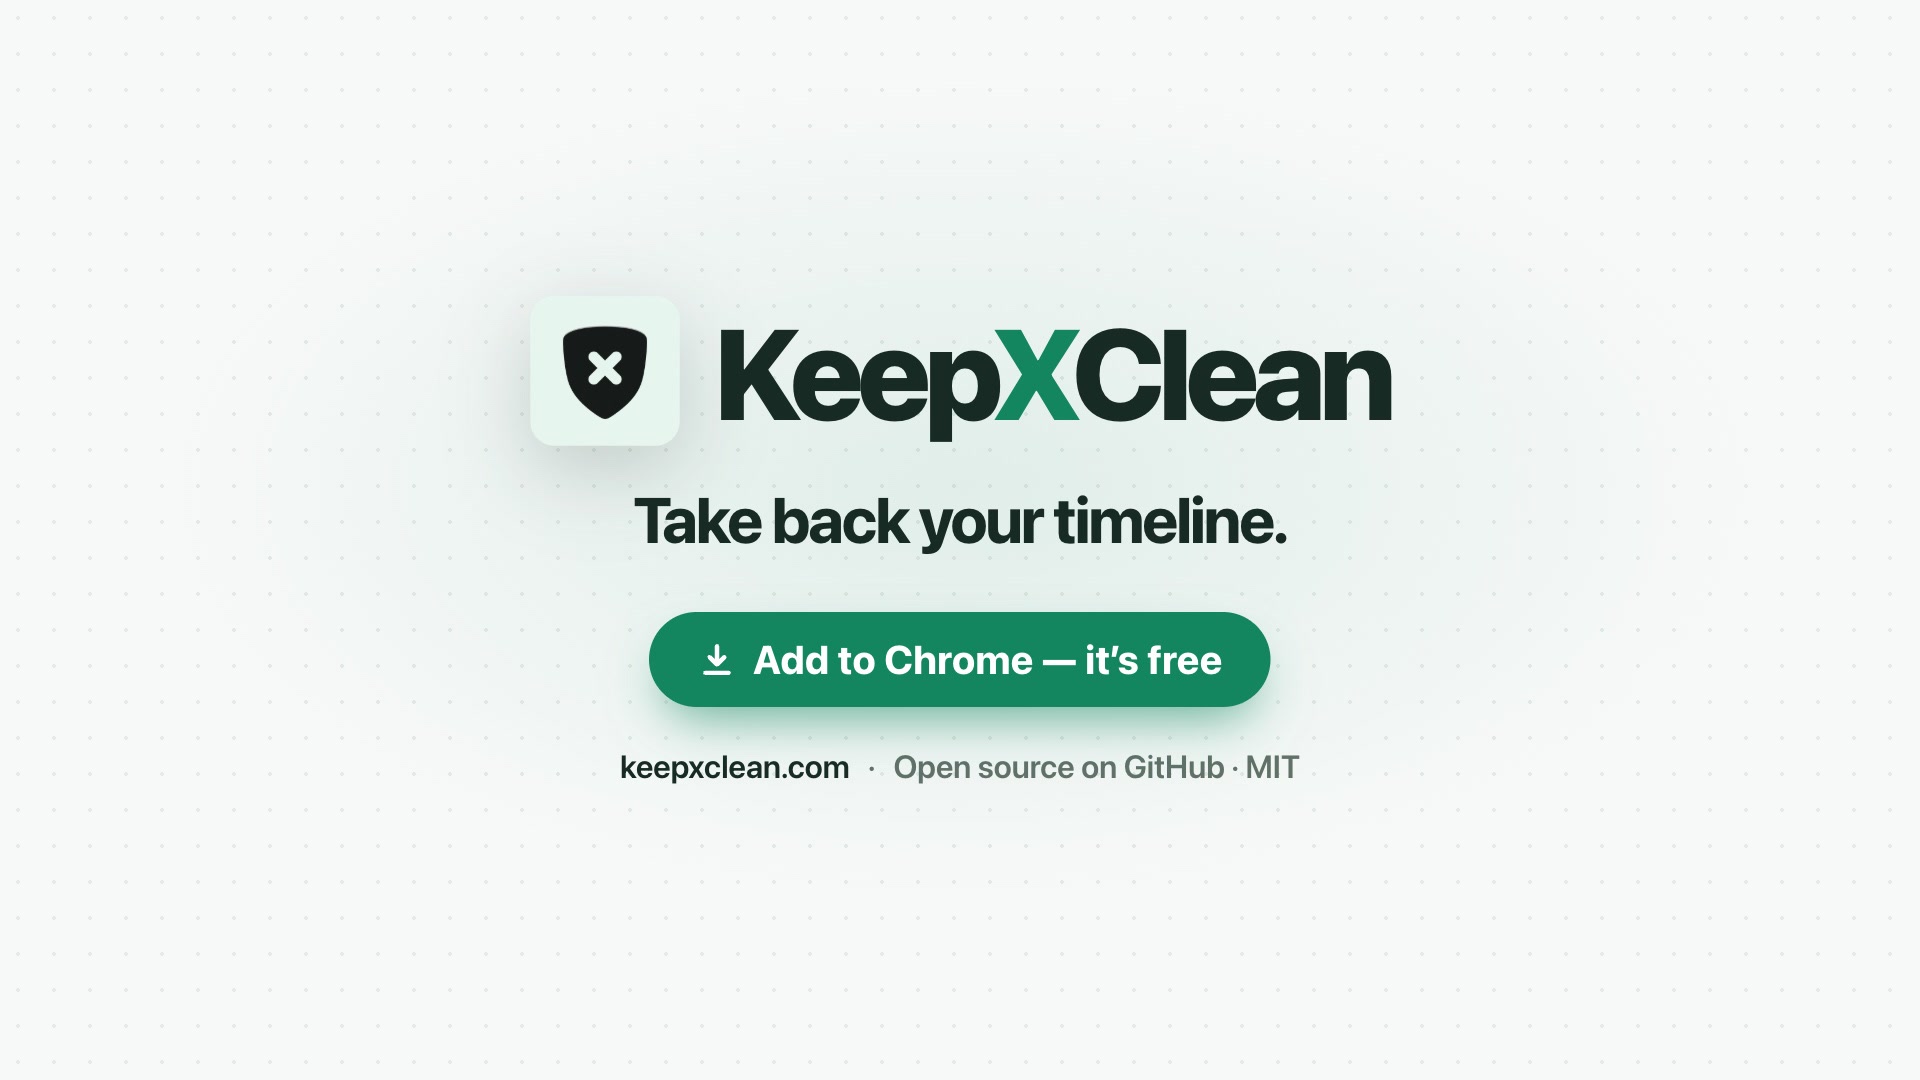 KeepXClean
Take back your timeline.
Add to Chrome — it’s free
keepxclean.com · Open source on GitHub · MIT